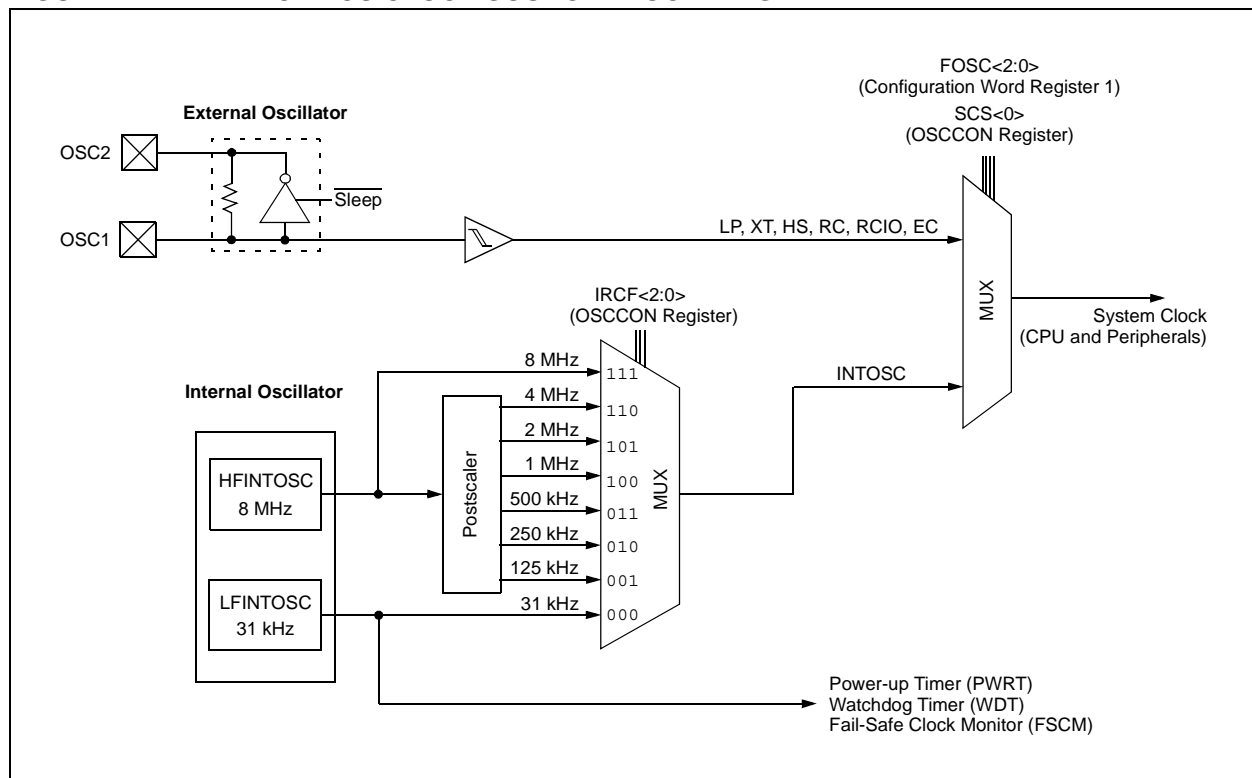 FOSC<2:0>
(Configuration Word Register 1)
SCS<0>
(OSCCON Register)
External Oscillator
OSC2
Sleep
OSC1
LP, XT, HS, RC, RCIO, EC
MUX
System Clock
(CPU and Peripherals)
IRCF<2:0>
(OSCCON Register)
INTOSC
Internal Oscillator
HFINTOSC
8 MHz
LFINTOSC
31 kHz
Postscaler
8 MHz
111
4 MHz
110
2 MHz
101
1 MHz
100
500 kHz
011
250 kHz
010
125 kHz
001
31 kHz
000
MUX
Power-up Timer (PWRT)
Watchdog Timer (WDT)
Fail-Safe Clock Monitor (FSCM)